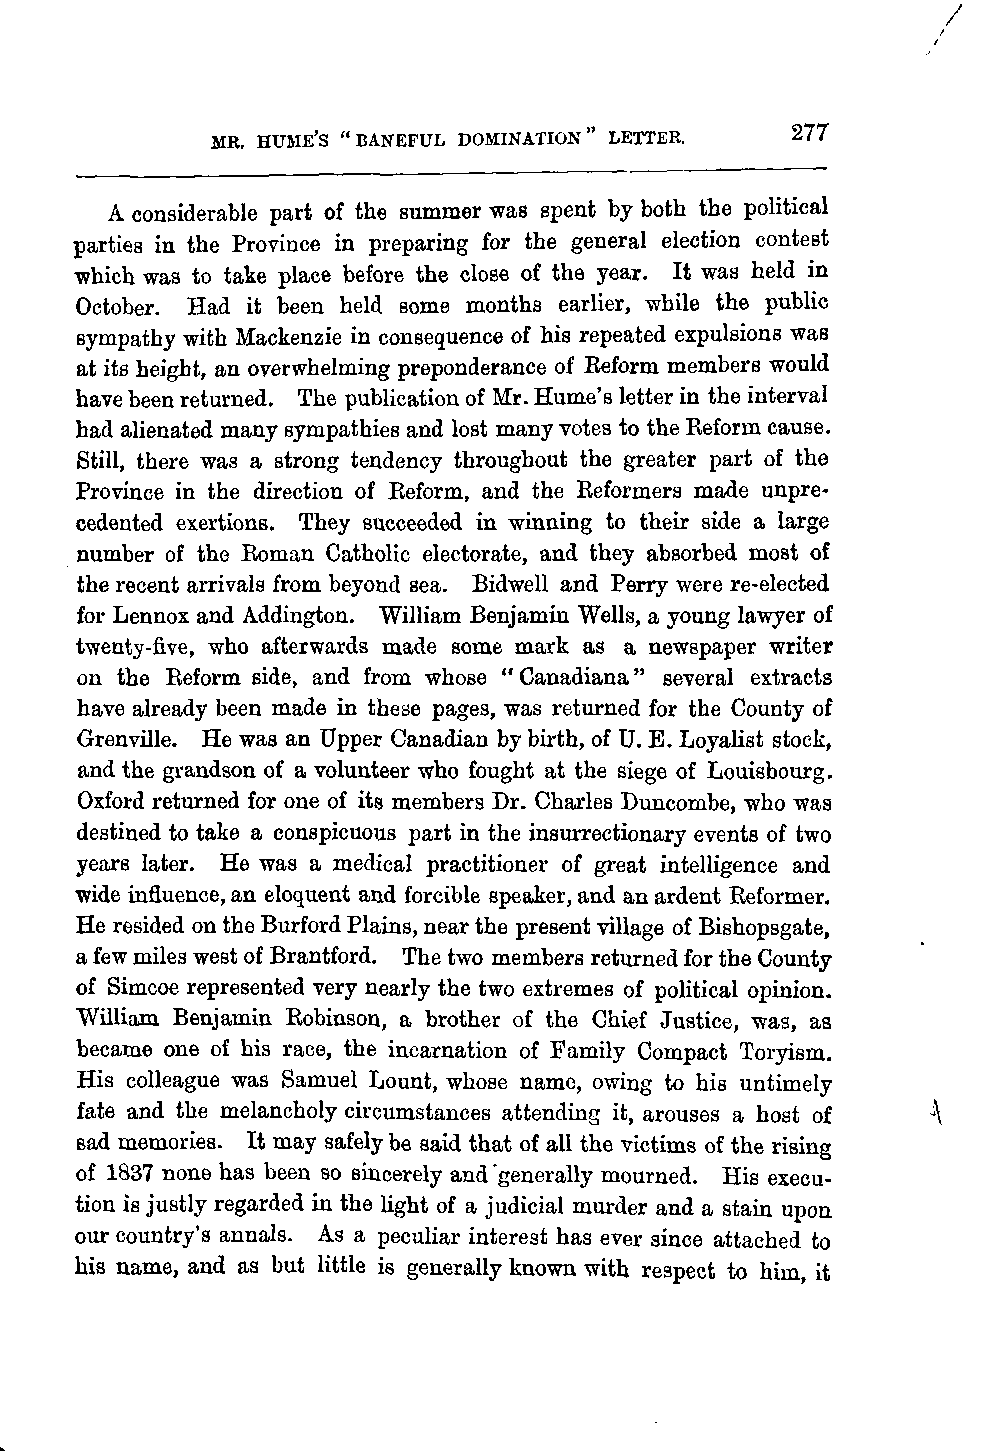 MR. HUME'S "BANEFUL DOMINATION" LETTER. 277
A considerable part of the summer was spent by both the political
parties in the Province in preparing for the general election contest
which was to take place before the close of the year. It was held in
October. Had it been held some months earlier, while the public
sympathy with Mackenzie in consequence of his repeated expulsions was
at its height, an overwhelming preponderance of Reform members would
have been returned. The publication of Mr. Hume's letter in the interval
had alienated many sympathies and lost many votes to the Reform cause.
Still, there was a strong tendency throughout the greater part of the
Province in the direction of Reform, and the Reformers made unpre-
cedented exertions. They succeeded in winning to their side a large
number of the Roman Catholic electorate, and they absorbed most of
the recent arrivals from beyond sea. Bidwell and Perry were re-elected
for Lennox and Addington. William Benjamin Wells, a young lawyer of
twenty-five, who afterwards made some mark as a newspaper writer
on the Reform side, and from whose "Canadiana" several extracts
have already been made in these pages, was returned for the County of
Grenville. He was an Upper Canadian by birth, of U. E. Loyalist stock,
and the grandson of a volunteer who fought at the siege of Louisbourg.
Oxford returned for one of its members Dr. Charles Duncombe, who was
destined to take a conspicuous part in the insurrectionary events of two
years later. He was a medical practitioner of great intelligence and
wide influence, an eloquent and forcible speaker, and an ardent Reformer.
He resided on the Burford Plains, near the present village of Bishopsgate,
a few miles west of Brantford. The two members returned for the County
of Simcoe represented very nearly the two extremes of political opinion.
William Benjamin Robinson, a brother of the Chief Justice, was, as
became one of his race, the incarnation of Family Compact Toryism.
His colleague was Samuel Lount, whose name, owing to his untimely
fate and the melancholy circumstances attending it, arouses a host of
sad memories. It may safely be said that of all the victims of the rising
of 1837 none has been so sincerely and generally mourned. His execu-
tion is justly regarded in the light of a judicial murder and a stain upon
our country's annals. As a peculiar interest has ever since attached to
his name, and as but little is generally known with respect to him, it